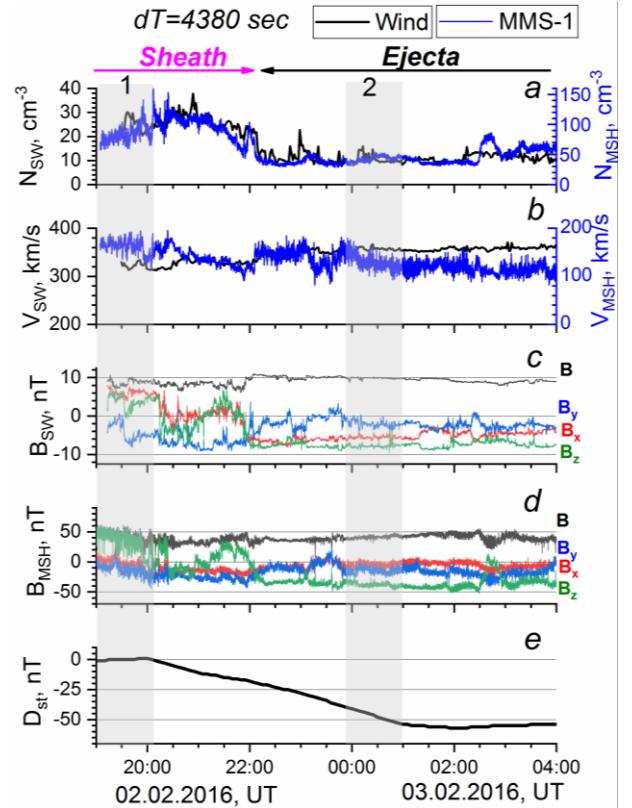 dT=4380 sec
Wind
MMS-1
Sheath
Ejecta
1
2
a
40
30
20
10
0
N_SW, cm⁻³
150
100
50
0
N_MSH, cm⁻³
b
400
300
200
V_SW, km/s
200
100
0
V_MSH, km/s
c
10
0
-10
B_SW, nT
B
B_y
B_x
B_z
d
50
0
-50
B_MSH, nT
B
B_y
B_x
B_z
e
0
-25
-50
D_st, nT
20:00 22:00 00:00 02:00 04:00
02.02.2016, UT 03.02.2016, UT